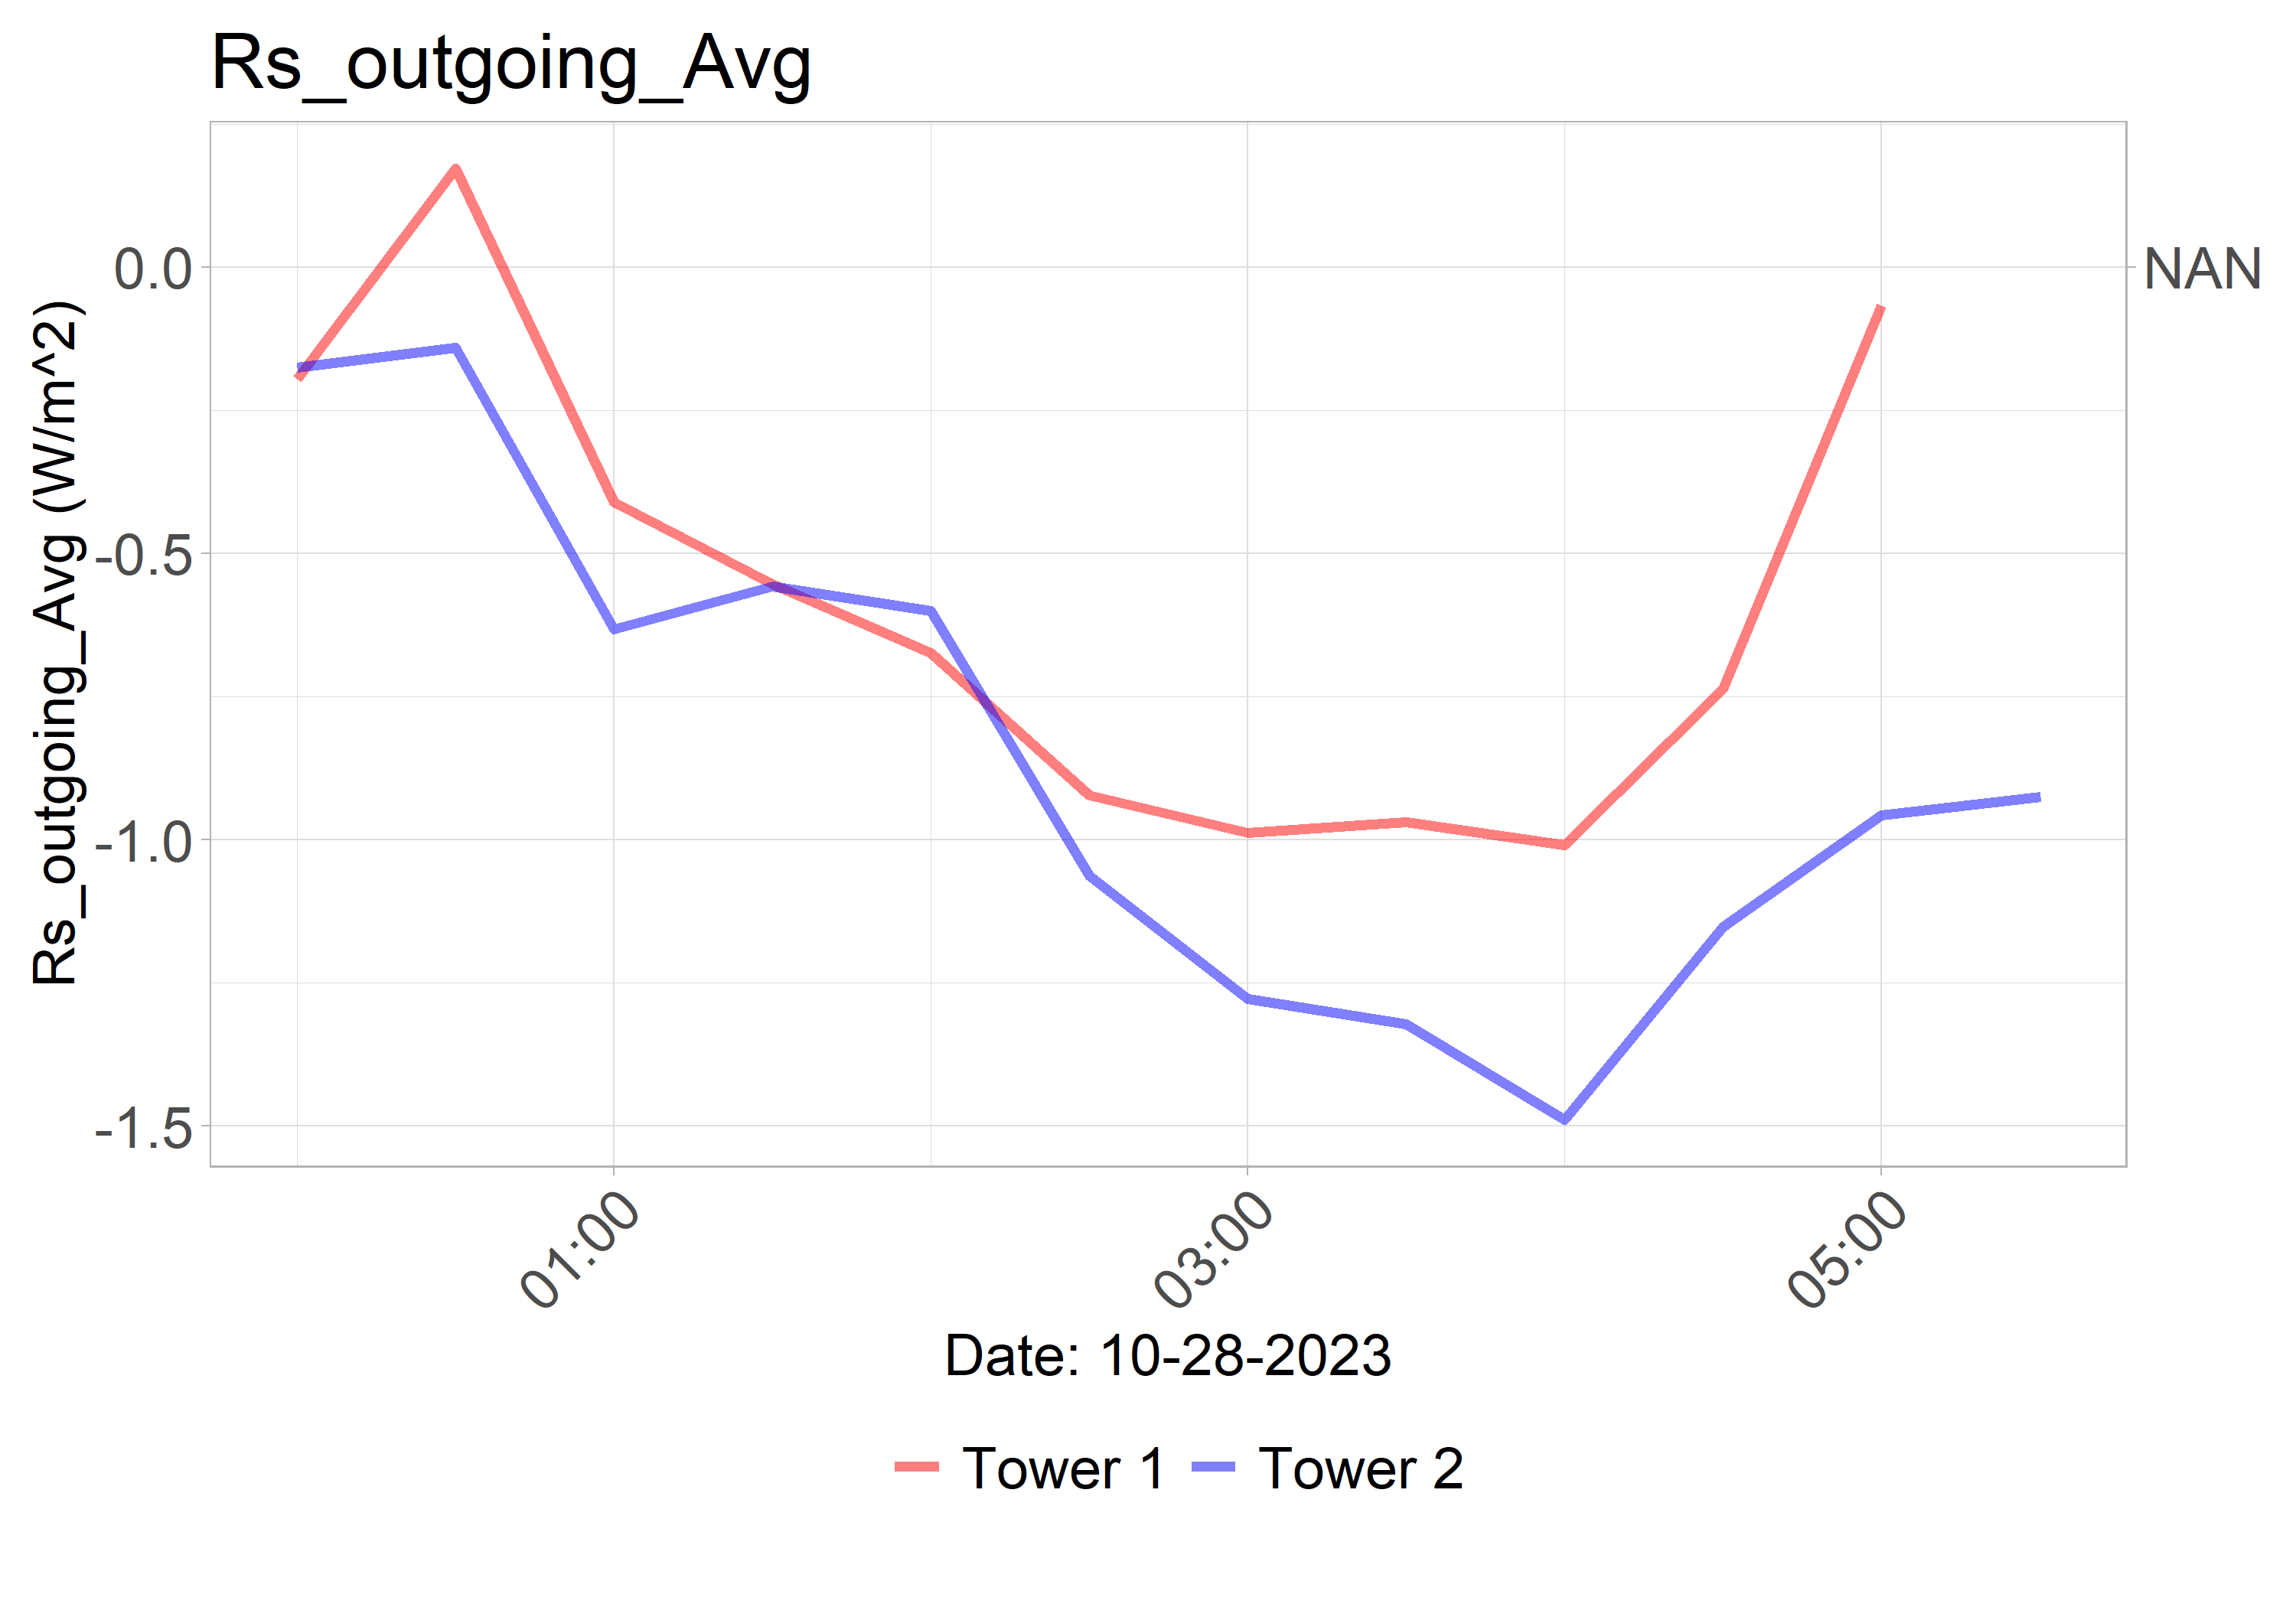 Rs_outgoing_Avg
Rs_outgoing_Avg (W/m^2)
0.0
-0.5
-1.0
-1.5
NAN
01:00
03:00
05:00
Date: 10-28-2023
Tower 1
Tower 2